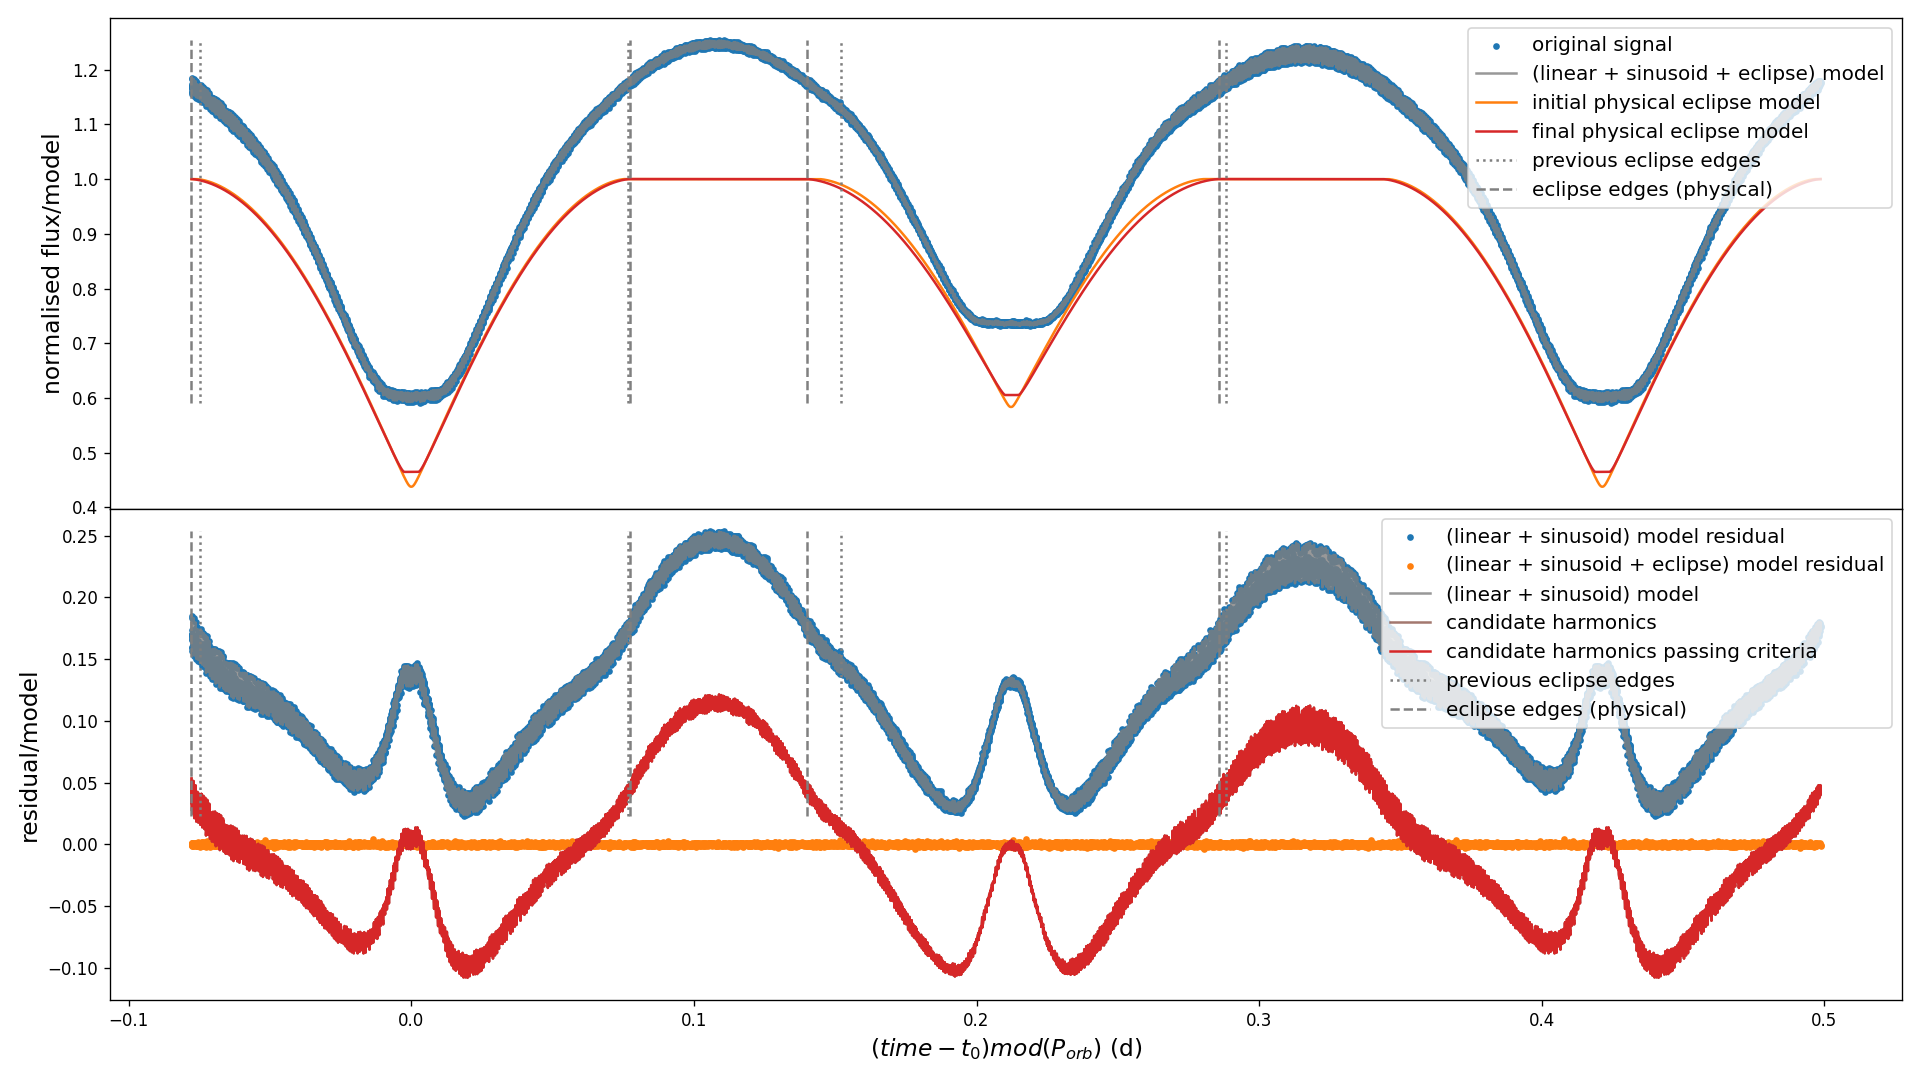 normalised flux/model
1.2
1.1
1.0
0.9
0.8
0.7
0.6
0.5
0.4
original signal
(linear + sinusoid + eclipse) model
initial physical eclipse model
final physical eclipse model
previous eclipse edges
eclipse edges (physical)
residual/model
0.25
0.20
0.15
0.10
0.05
0.00
−0.05
−0.10
(linear + sinusoid) model residual
(linear + sinusoid + eclipse) model residual
(linear + sinusoid) model
candidate harmonics
candidate harmonics passing criteria
previous eclipse edges
eclipse edges (physical)
−0.1 0.0 0.1 0.2 0.3 0.4 0.5
(time − t₀)mod(P_orb) (d)